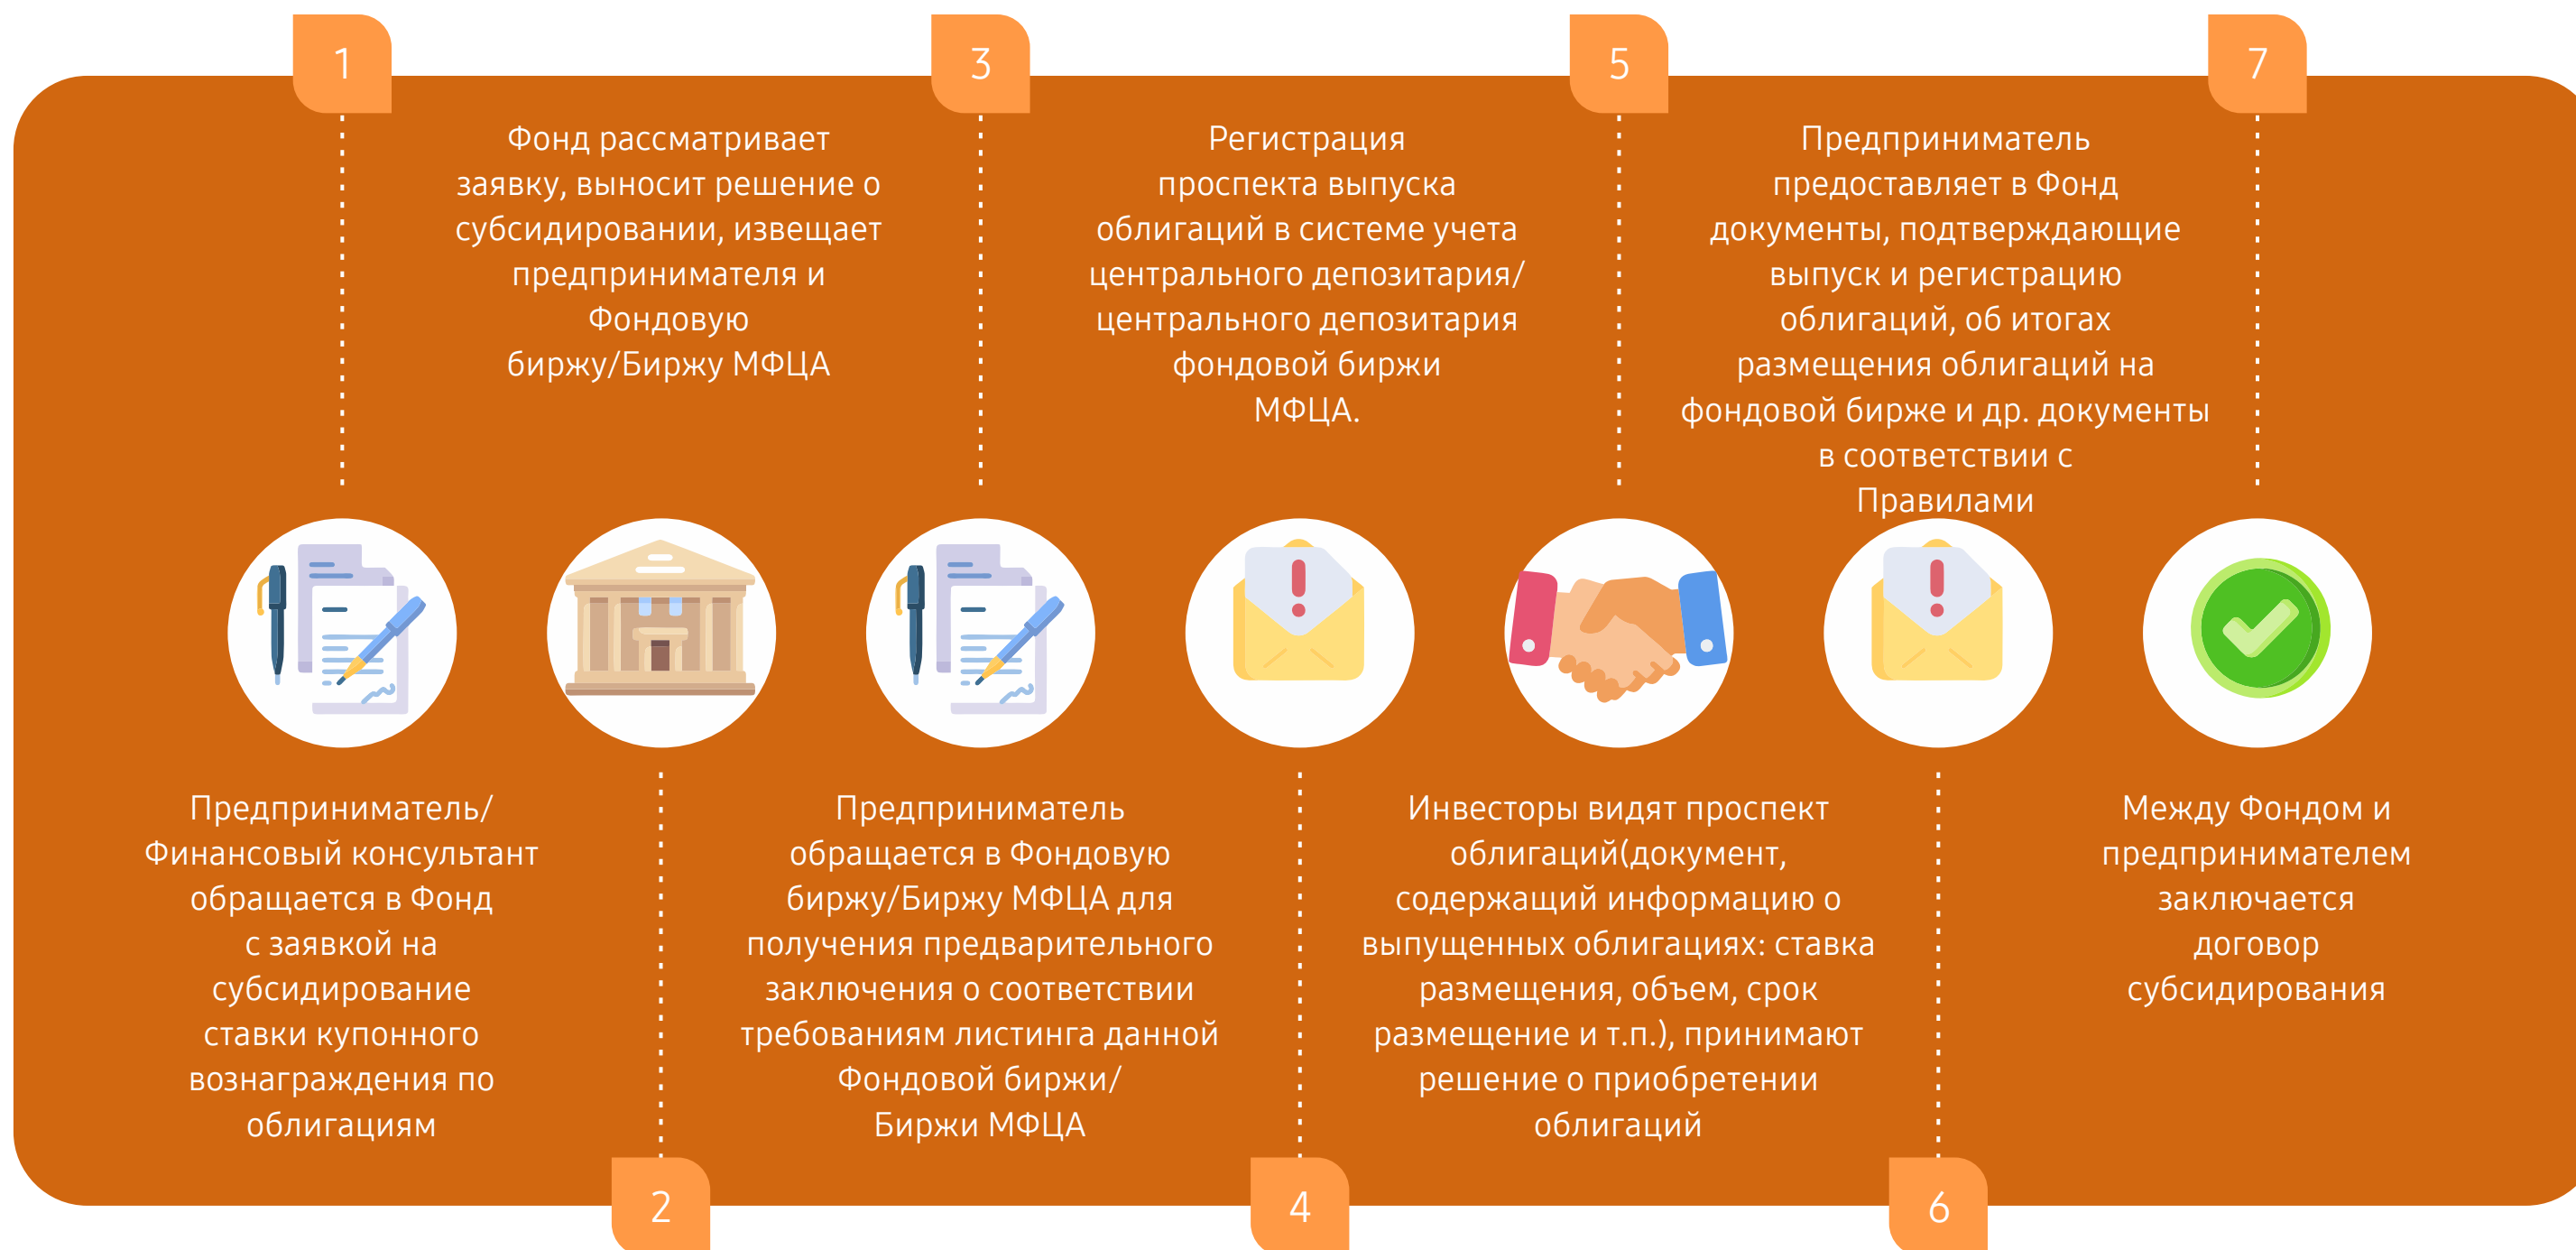 1
Предприниматель/
Финансовый консультант
обращается в Фонд
с заявкой на
субсидирование
ставки купонного
вознаграждения по
облигациям
2
Фонд рассматривает
заявку, выносит решение о
субсидировании, извещает
предпринимателя и
Фондовую
биржу/Биржу МФЦА
3
Предприниматель
обращается в Фондовую
биржу/Биржу МФЦА для
получения предварительного
заключения о соответствии
требованиям листинга данной
Фондовой биржи/
Биржи МФЦА
4
Регистрация
проспекта выпуска
облигаций в системе учета
центрального депозитария/
центрального депозитария
фондовой биржи
МФЦА.
5
Инвесторы видят проспект
облигаций(документ,
содержащий информацию о
выпущенных облигациях: ставка
размещения, объем, срок
размещение и т.п.), принимают
решение о приобретении
облигаций
6
Предприниматель
предоставляет в Фонд
документы, подтверждающие
выпуск и регистрацию
облигаций, об итогах
размещения облигаций на
фондовой бирже и др. документы
в соответствии с
Правилами
7
Между Фондом и
предпринимателем
заключается
договор
субсидирования